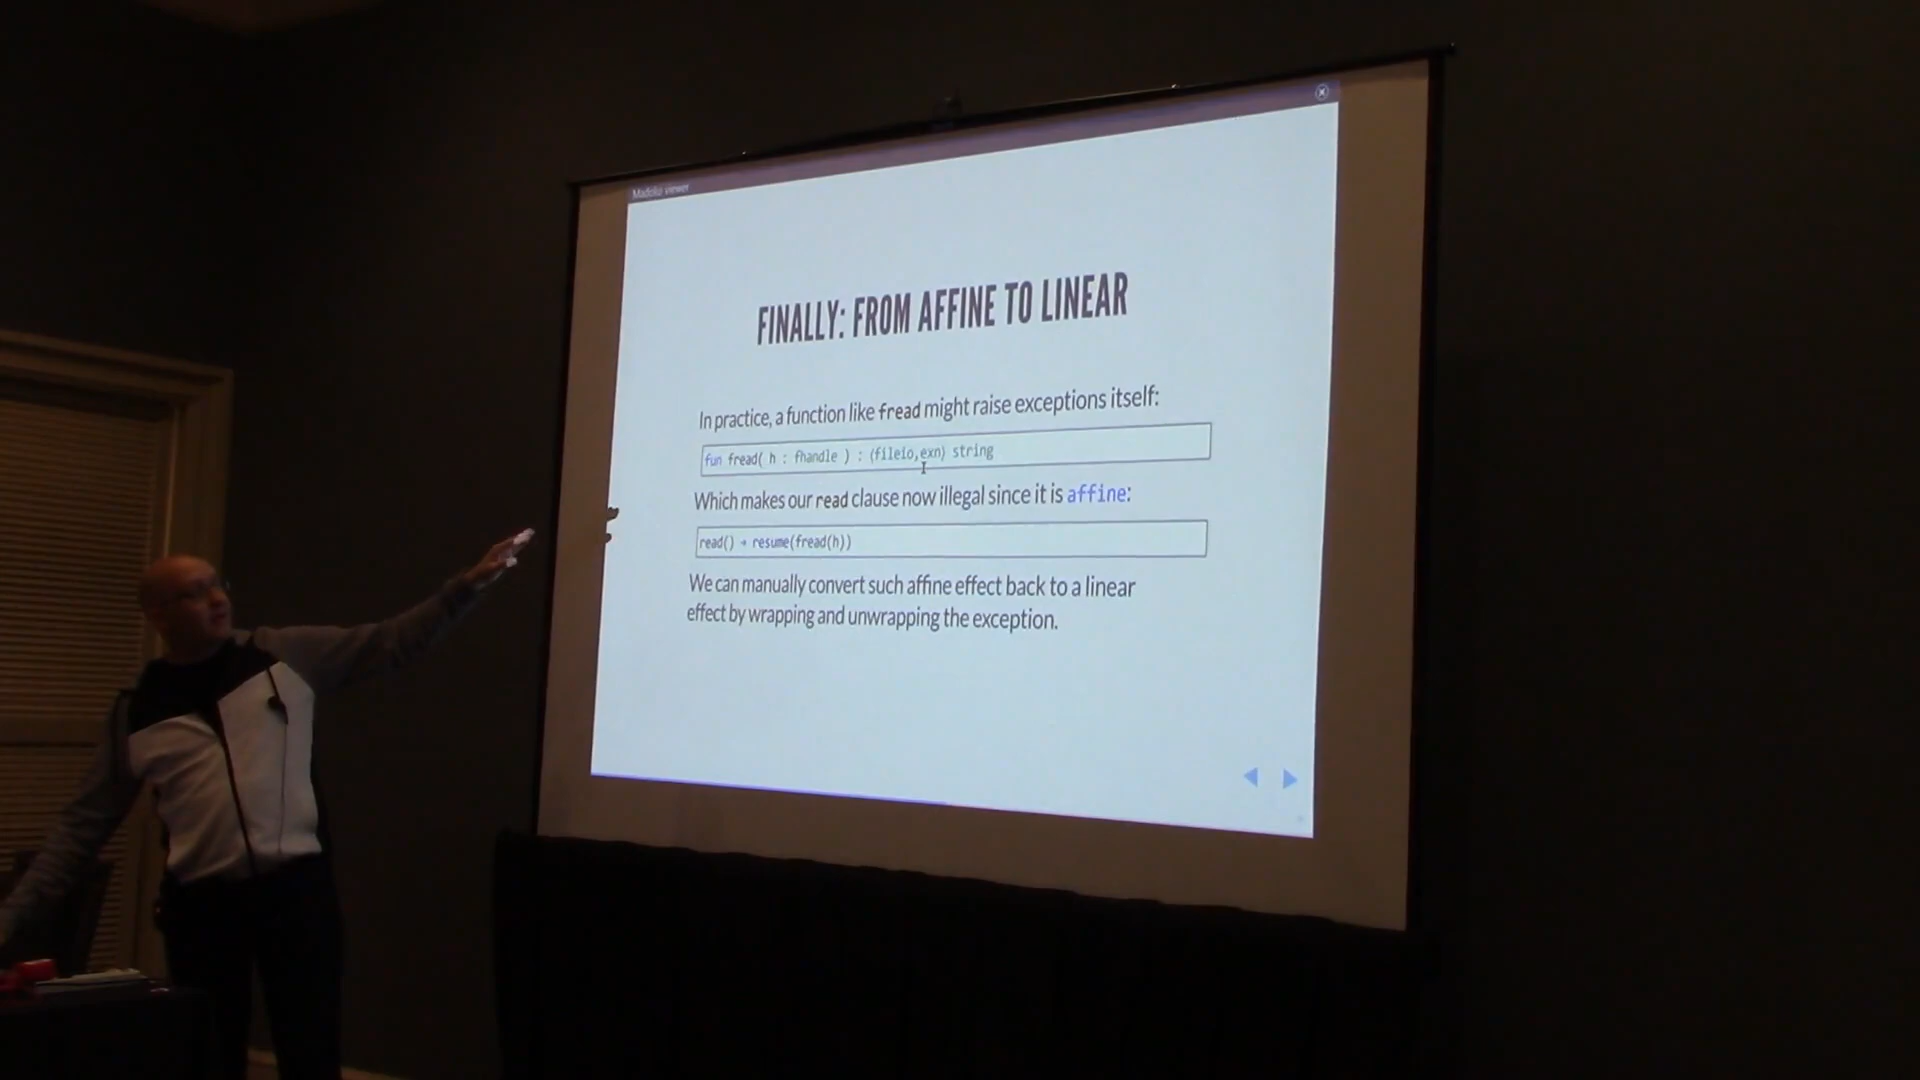 Madoko viewer
FINALLY: FROM AFFINE TO LINEAR
In practice, a function like fread might raise exceptions itself:
fun fread( h : fhandle ) : ⟨fileio,exn⟩ string
Which makes our read clause now illegal since it is affine:
read() → resume(fread(h))
We can manually convert such affine effect back to a linear
effect by wrapping and unwrapping the exception.